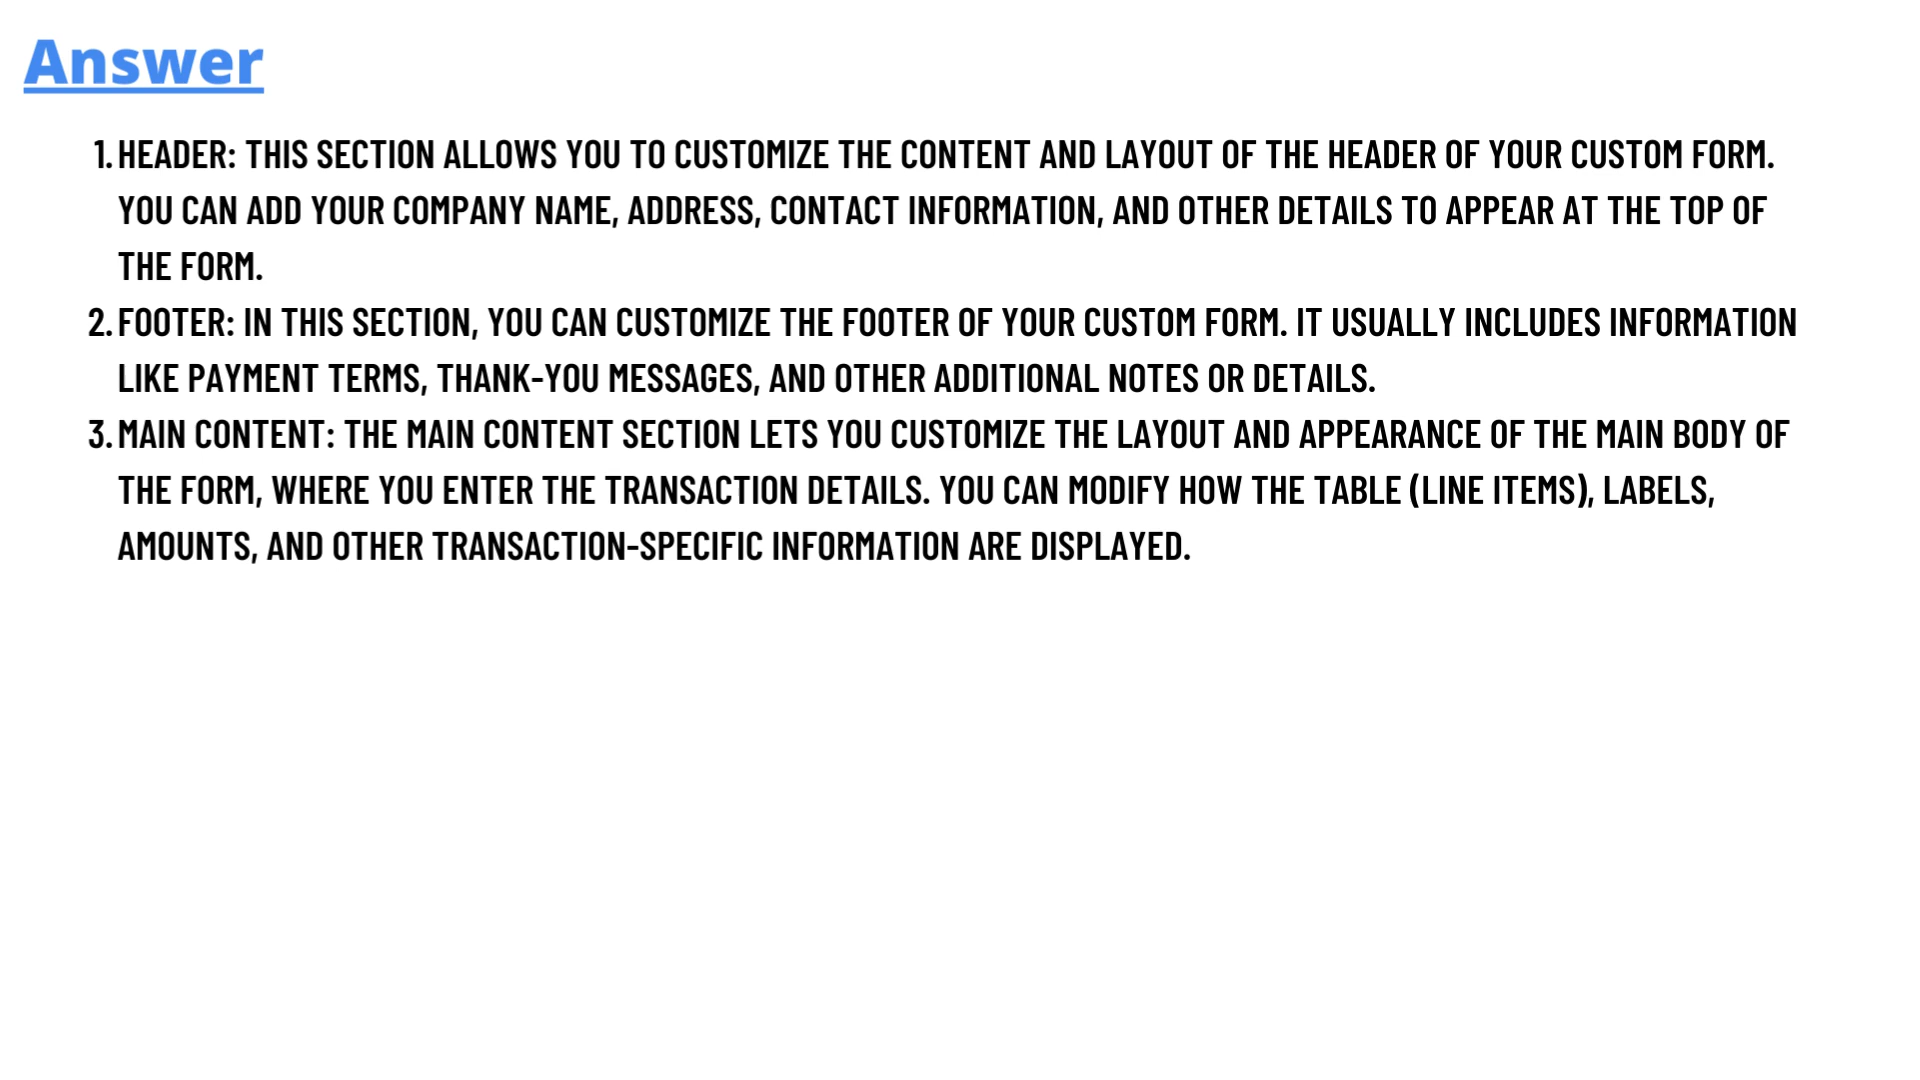 Answer
1. HEADER: THIS SECTION ALLOWS YOU TO CUSTOMIZE THE CONTENT AND LAYOUT OF THE HEADER OF YOUR CUSTOM FORM.
YOU CAN ADD YOUR COMPANY NAME, ADDRESS, CONTACT INFORMATION, AND OTHER DETAILS TO APPEAR AT THE TOP OF
THE FORM.
2. FOOTER: IN THIS SECTION, YOU CAN CUSTOMIZE THE FOOTER OF YOUR CUSTOM FORM. IT USUALLY INCLUDES INFORMATION
LIKE PAYMENT TERMS, THANK-YOU MESSAGES, AND OTHER ADDITIONAL NOTES OR DETAILS.
3. MAIN CONTENT: THE MAIN CONTENT SECTION LETS YOU CUSTOMIZE THE LAYOUT AND APPEARANCE OF THE MAIN BODY OF
THE FORM, WHERE YOU ENTER THE TRANSACTION DETAILS. YOU CAN MODIFY HOW THE TABLE (LINE ITEMS), LABELS,
AMOUNTS, AND OTHER TRANSACTION-SPECIFIC INFORMATION ARE DISPLAYED.